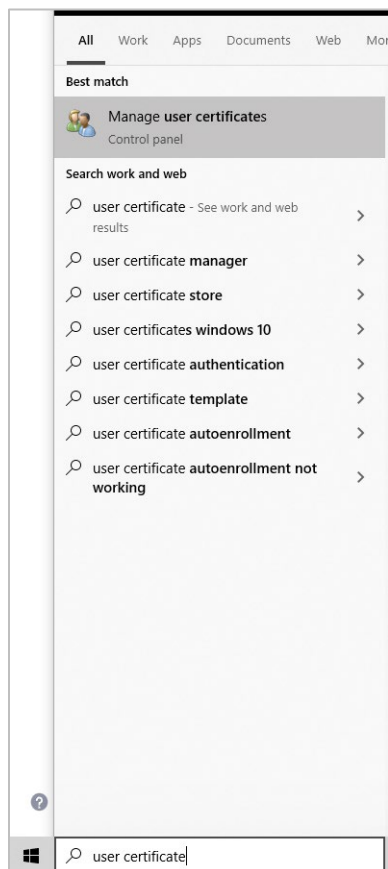 All Work Apps Documents Web Mor
Best match
Manage user certificates
Control panel
Search work and web
user certificate - See work and web
results
user certificate manager
user certificate store
user certificates windows 10
user certificate authentication
user certificate template
user certificate autoenrollment
user certificate autoenrollment not
working
?
user certificate